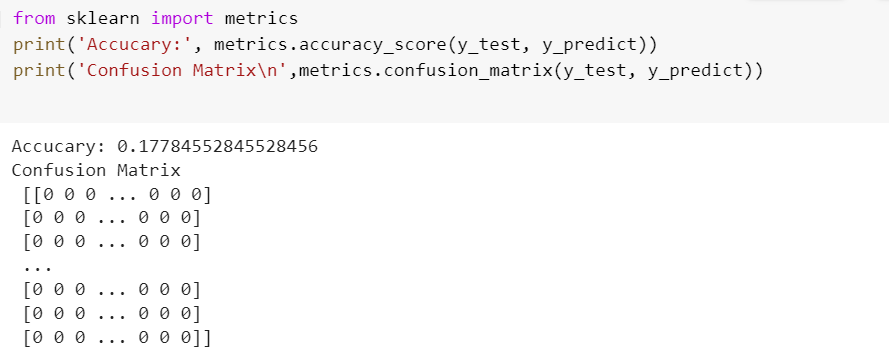 from sklearn import metrics
print('Accucary:', metrics.accuracy_score(y_test, y_predict))
print('Confusion Matrix\n',metrics.confusion_matrix(y_test, y_predict))
Accucary: 0.17784552845528456
Confusion Matrix
[[0 0 0 ... 0 0 0]
[0 0 0 ... 0 0 0]
[0 0 0 ... 0 0 0]
...
[0 0 0 ... 0 0 0]
[0 0 0 ... 0 0 0]
[0 0 0 ... 0 0 0]]